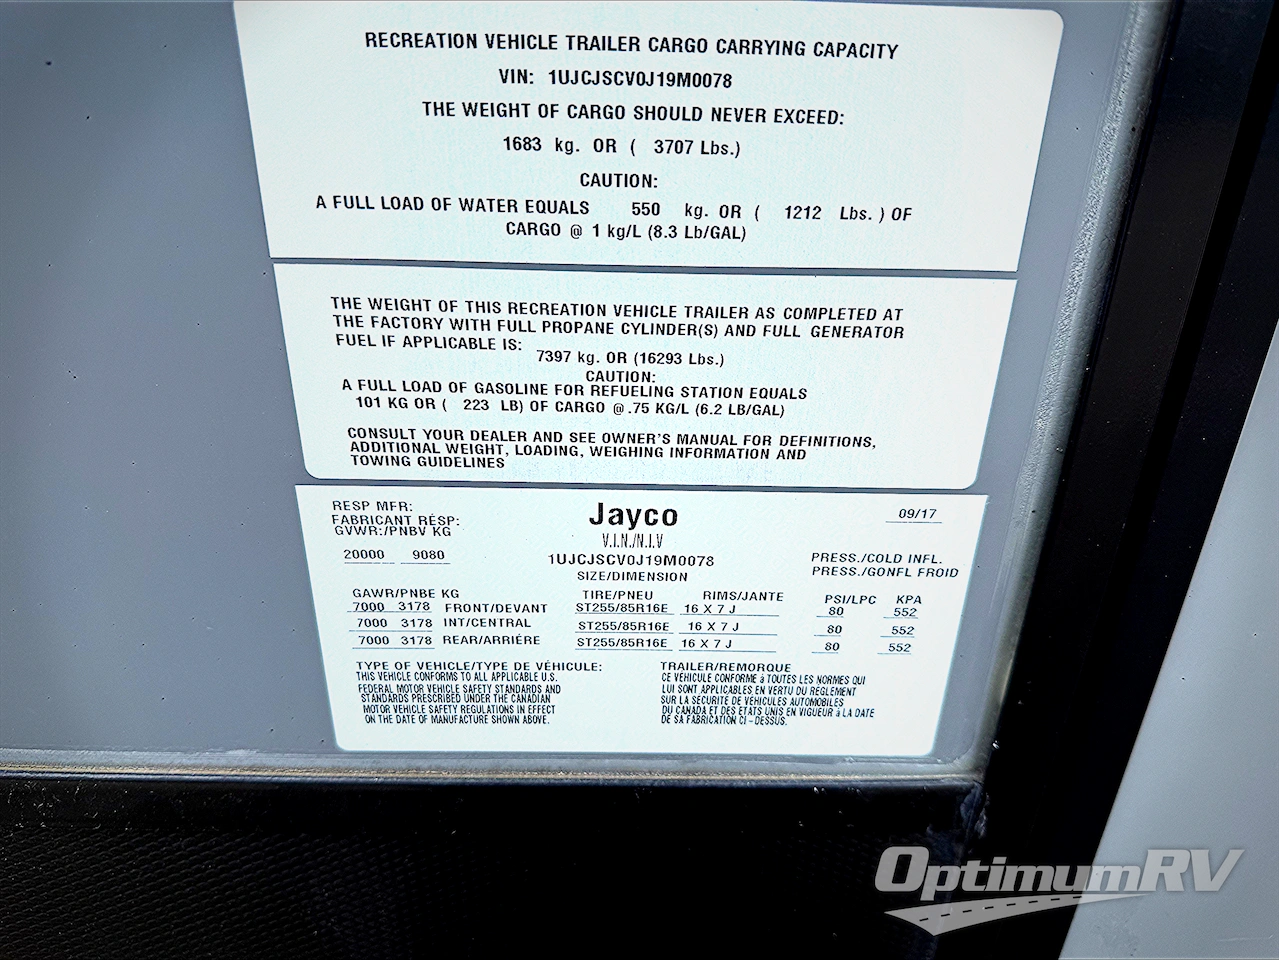 RECREATION VEHICLE TRAILER CARGO CARRYING CAPACITY
VIN: 1UJCJSCV0J19M0078
THE WEIGHT OF CARGO SHOULD NEVER EXCEED:
1683 kg. OR ( 3707 Lbs.)
CAUTION:
A FULL LOAD OF WATER EQUALS 550 kg. OR ( 1212 Lbs. ) OF
CARGO @ 1 kg/L (8.3 Lb/GAL)
THE WEIGHT OF THIS RECREATION VEHICLE TRAILER AS COMPLETED AT
THE FACTORY WITH FULL PROPANE CYLINDER(S) AND FULL GENERATOR
FUEL IF APPLICABLE IS:
7397 kg. OR (16293 Lbs.)
CAUTION:
A FULL LOAD OF GASOLINE FOR REFUELING STATION EQUALS
101 KG OR ( 223 LB) OF CARGO @ .75 KG/L (6.2 LB/GAL)
CONSULT YOUR DEALER AND SEE OWNER'S MANUAL FOR DEFINITIONS,
ADDITIONAL WEIGHT, LOADING, WEIGHING INFORMATION AND
TOWING GUIDELINES
RESP MFR:
FABRICANT RÉSP:
GVWR:/PNBV KG
20000 9080
Jayco
V.I.N./N.I.V
1UJCJSCV0J19M0078
SIZE/DIMENSION
09/17
PRESS./COLD INFL.
PRESS./GONFL FROID
GAWR/PNBE KG TIRE/PNEU RIMS/JANTE PSI/LPC KPA
7000 3178 FRONT/DEVANT ST255/85R16E 16 X 7 J 80 552
7000 3178 INT/CENTRAL ST255/85R16E 16 X 7 J 80 552
7000 3178 REAR/ARRIÉRE ST255/85R16E 16 X 7 J 80 552
TYPE OF VEHICLE/TYPE DE VÉHICULE:
THIS VEHICLE CONFORMS TO ALL APPLICABLE U.S.
FEDERAL MOTOR VEHICLE SAFETY STANDARDS AND
STANDARDS PRESCRIBED UNDER THE CANADIAN
MOTOR VEHICLE SAFETY REGULATIONS IN EFFECT
ON THE DATE OF MANUFACTURE SHOWN ABOVE.
TRAILER/REMORQUE
CE VEHICULE CONFORME à TOUTES LES NORMES QUI
LUI SONT APPLICABLES EN VERTU DU REGLEMENT
SUR LA SECURITE DE VEHICULES AUTOMOBILES
DU CANADA ET DES ETATS UNIS EN VIGUEUR à LA DATE
DE SA FABRICATION CI - DESSUS.
OptimumRV